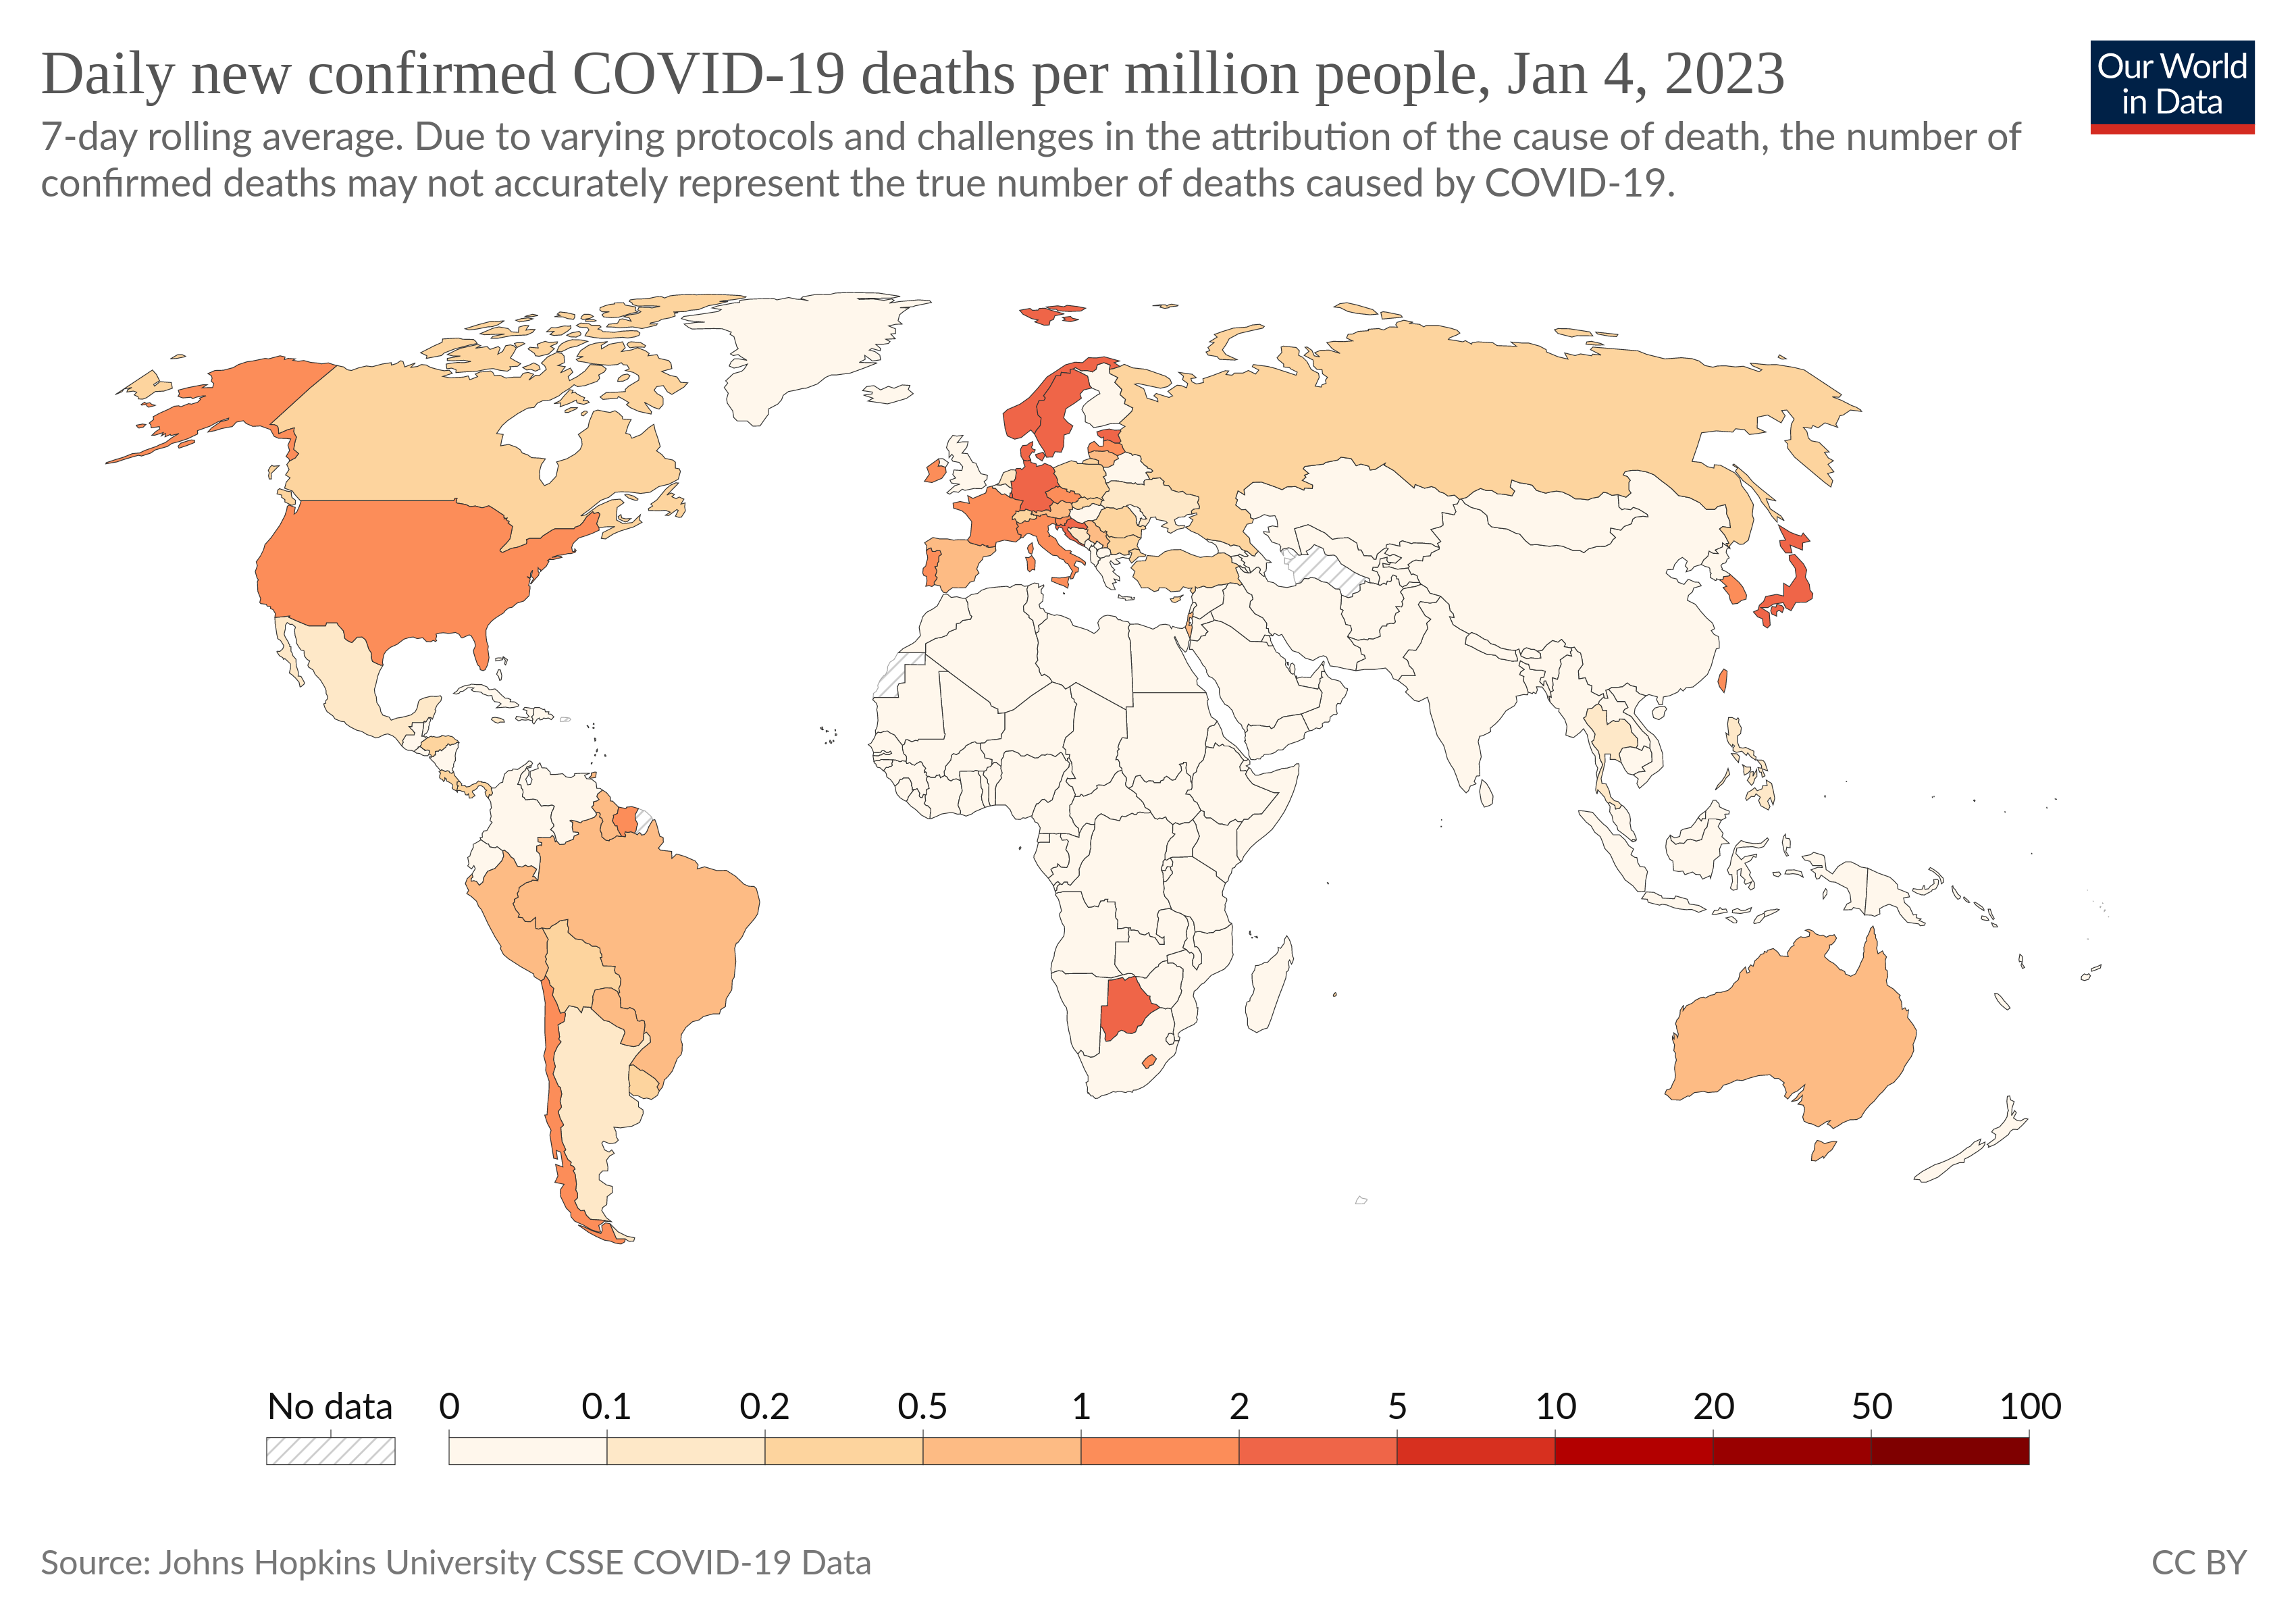 Daily new confirmed COVID-19 deaths per million people, Jan 4, 2023
Our World
in Data
7-day rolling average. Due to varying protocols and challenges in the attribution of the cause of death, the number of
confirmed deaths may not accurately represent the true number of deaths caused by COVID-19.
No data 0 0.1 0.2 0.5 1 2 5 10 20 50 100
Source: Johns Hopkins University CSSE COVID-19 Data
CC BY